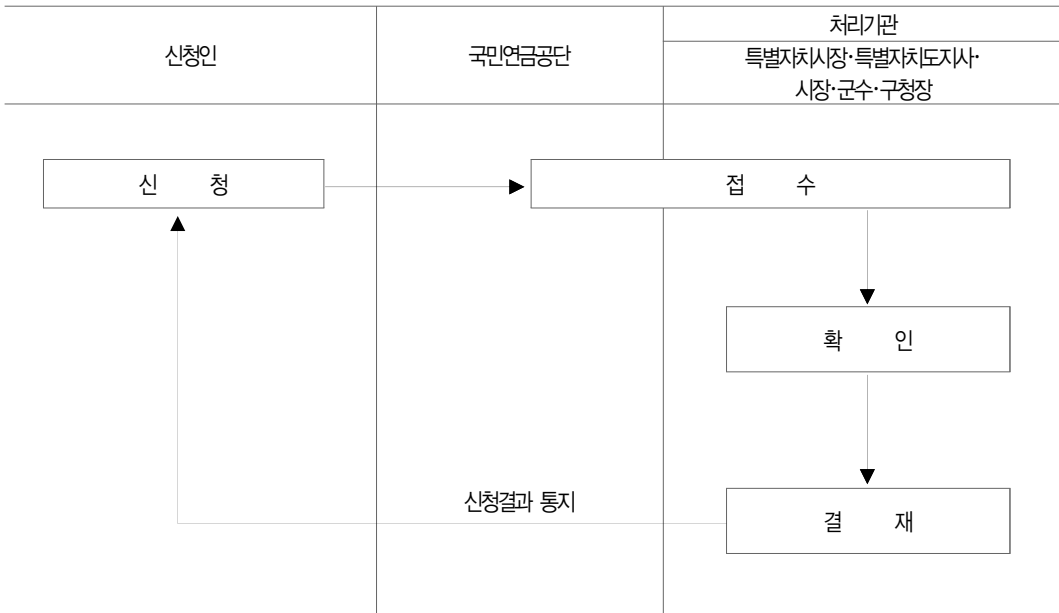 신청인
국민연금공단
처리기관
특별자치시장·특별자치도지사·
시장·군수·구청장
신 청
접 수
확 인
신청결과 통지
결 재